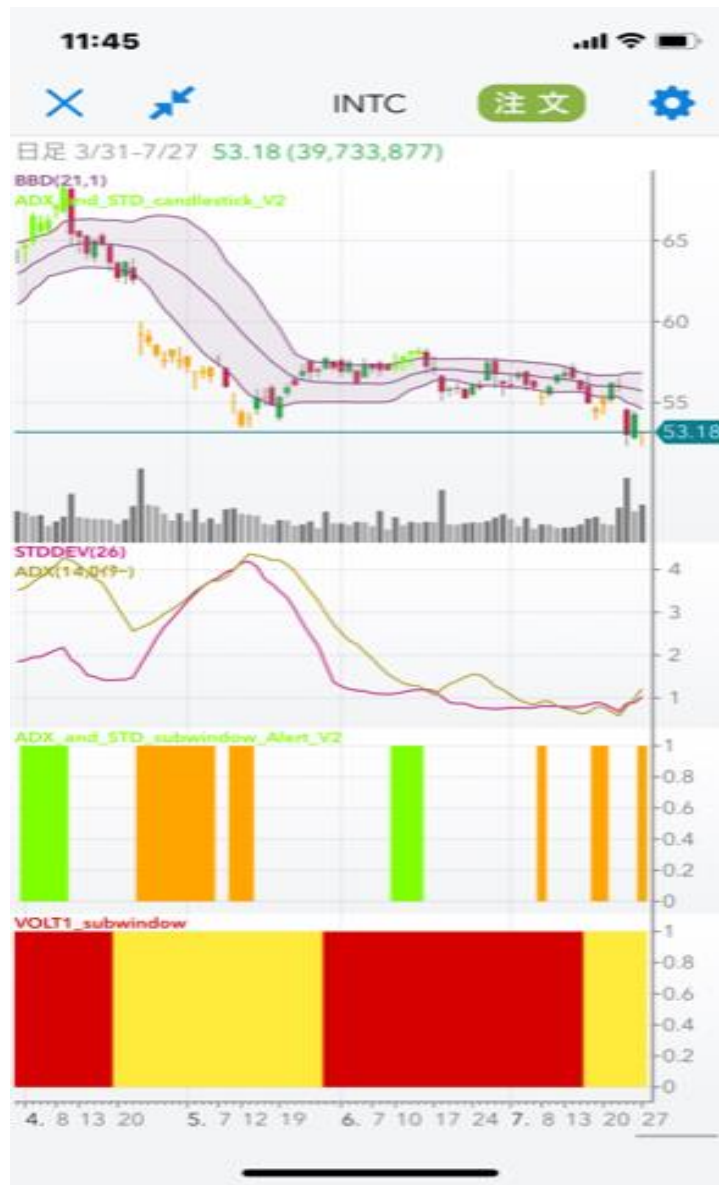 11:45
INTC 注文
日足 3/31-7/27 53.18 (39,733,877)
BBD(21,1)
ADX_and_STD_candlestick_V2
65
60
55
53.18
STDDEV(26)
4
3
2
1
ADX_and_STD_subwindow_Alert_V2
1
0.8
0.6
0.4
0.2
0
VOLT1_subwindow
1
0.8
0.6
0.4
0.2
0
4. 8 13 20 5. 7 12 19 6. 7 10 17 24 7. 8 13 20 27